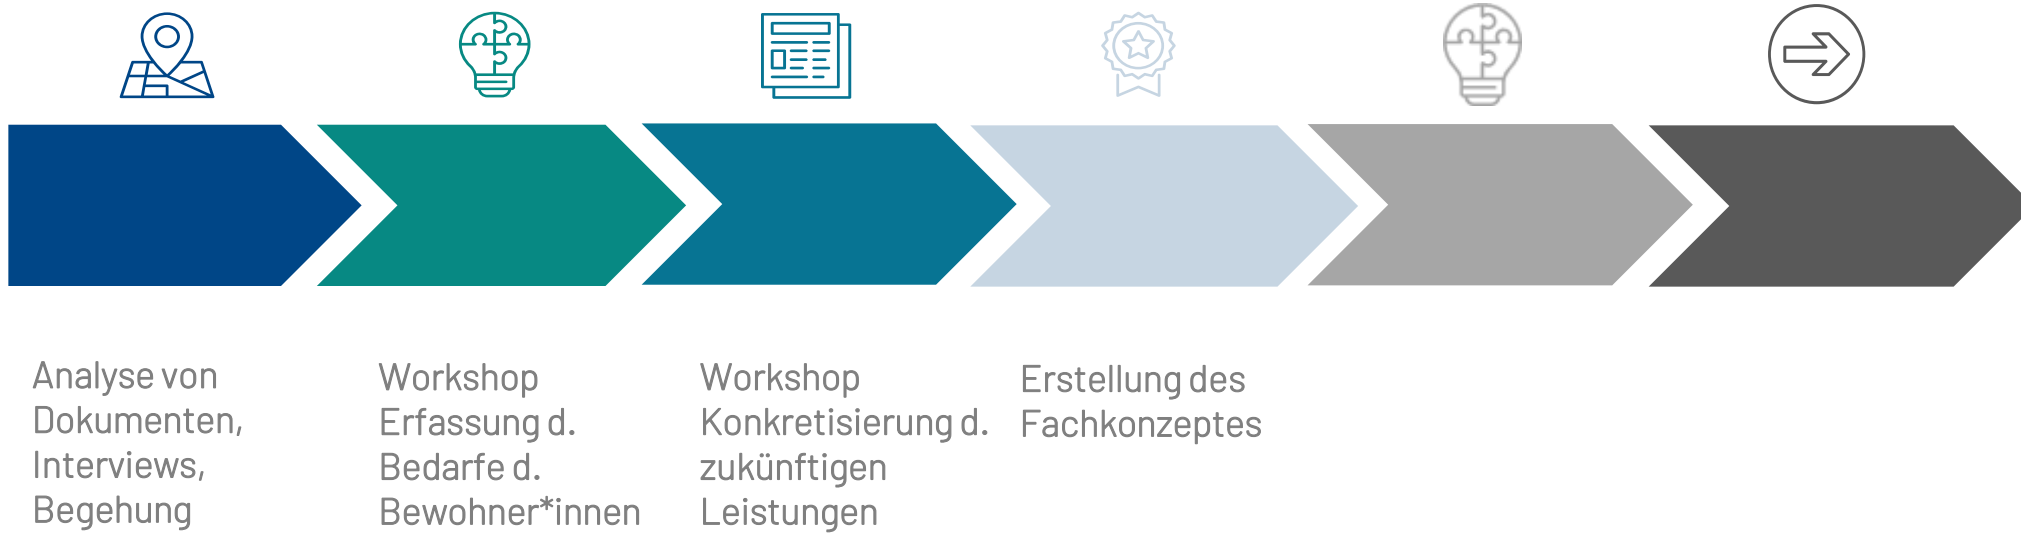 Analyse von
Dokumenten,
Interviews,
Begehung
Workshop
Erfassung d.
Bedarfe d.
Bewohner*innen
Workshop
Konkretisierung d.
zukünftigen
Leistungen
Erstellung des
Fachkonzeptes